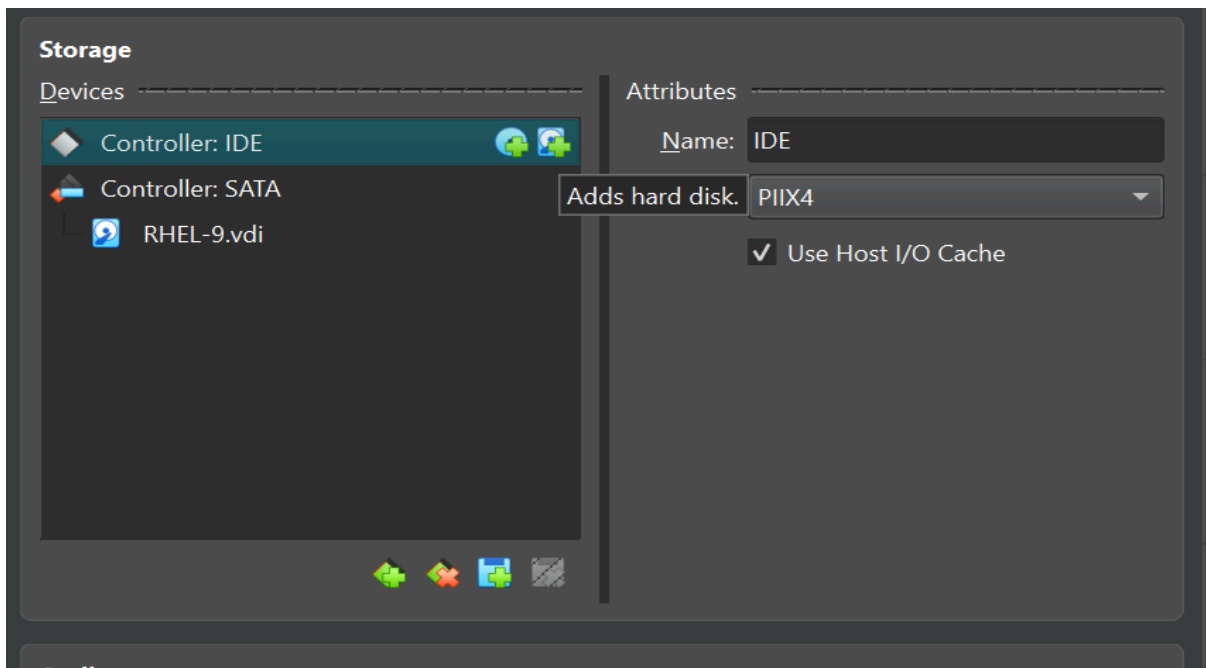 Storage
Devices
Attributes
Controller: IDE
Name: IDE
Controller: SATA
Adds hard disk.
PIIX4
RHEL-9.vdi
Use Host I/O Cache